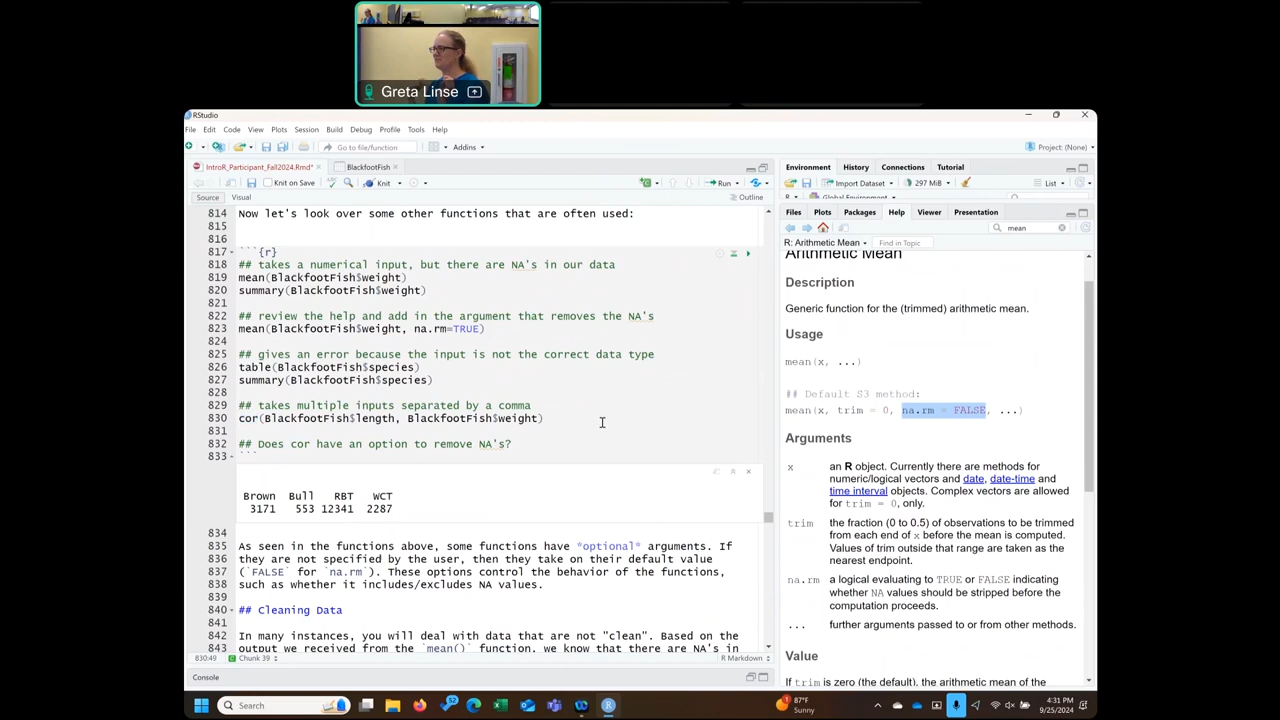 Greta Linse
RStudio
File Edit Code View Plots Session Build Debug Profile Tools Help
Go to file/function
Addins
Project: (None)
IntroR_Participant_Fall2024.Rmd*
BlackfootFish
Knit on Save
Knit
Run
Source Visual
Outline
814 Now let's look over some other functions that are often used:
815
816
817 ```{r}
818 ## takes a numerical input, but there are NA's in our data
819 mean(BlackfootFish$weight)
820 summary(BlackfootFish$weight)
821
822 ## review the help and add in the argument that removes the NA's
823 mean(BlackfootFish$weight, na.rm=TRUE)
824
825 ## gives an error because the input is not the correct data type
826 table(BlackfootFish$species)
827 summary(BlackfootFish$species)
828
829 ## takes multiple inputs separated by a comma
830 cor(BlackfootFish$length, BlackfootFish$weight)
831
832 ## Does cor have an option to remove NA's?
833 ```
Brown Bull RBT WCT
3171 553 12341 2287
834
835 As seen in the functions above, some functions have *optional* arguments. If
836 they are not specified by the user, then they take on their default value
837 (`FALSE` for `na.rm`). These options control the behavior of the functions,
838 such as whether it includes/excludes NA values.
839
840 ## Cleaning Data
841
842 In many instances, you will deal with data that are not "clean". Based on the
843 output we received from the `mean()` function, we know that there are NA's in
830:49 Chunk 39 R Markdown
Console
Environment History Connections Tutorial
Import Dataset 297 MiB List
R Global Environment
Files Plots Packages Help Viewer Presentation
mean
R: Arithmetic Mean Find in Topic
Arithmetic Mean
Description
Generic function for the (trimmed) arithmetic mean.
Usage
mean(x, ...)
## Default S3 method:
mean(x, trim = 0, na.rm = FALSE, ...)
Arguments
x an R object. Currently there are methods for
numeric/logical vectors and date, date-time and
time interval objects. Complex vectors are allowed
for trim = 0, only.
trim the fraction (0 to 0.5) of observations to be trimmed
from each end of x before the mean is computed.
Values of trim outside that range are taken as the
nearest endpoint.
na.rm a logical evaluating to TRUE or FALSE indicating
whether NA values should be stripped before the
computation proceeds.
... further arguments passed to or from other methods.
Value
If trim is zero (the default), the arithmetic mean of the
Search
87°F
Sunny
4:31 PM
9/25/2024